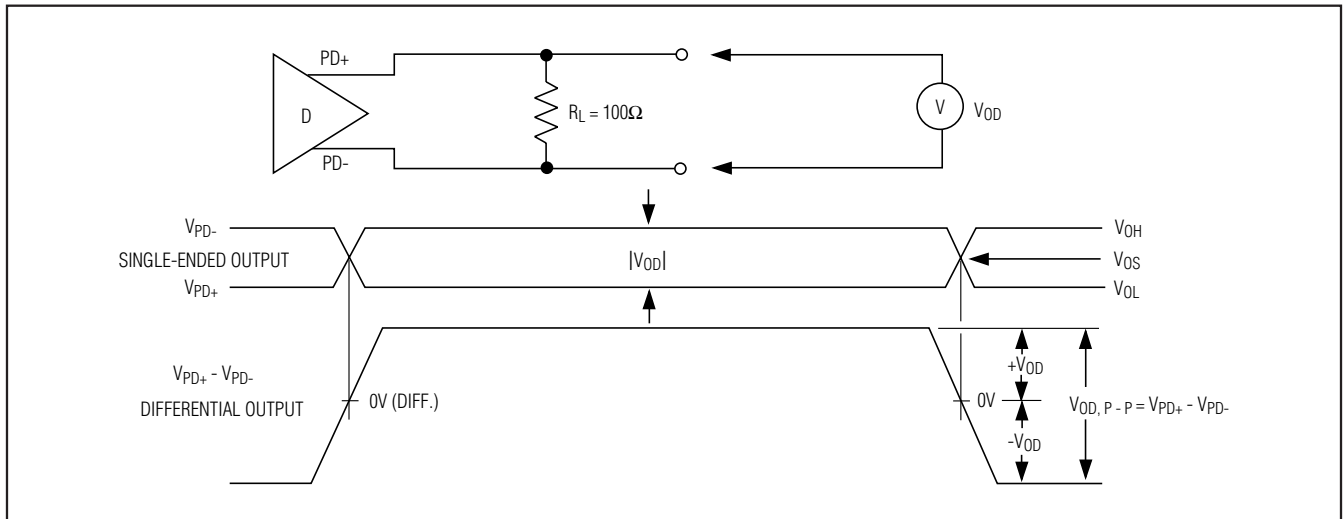 PD+
D
PD-
R_L = 100Ω
V
V_OD
V_PD-
SINGLE-ENDED OUTPUT
V_PD+
|V_OD|
V_OH
V_OS
V_OL
V_PD+ - V_PD-
DIFFERENTIAL OUTPUT
0V (DIFF.)
0V
+V_OD
-V_OD
V_OD, P - P = V_PD+ - V_PD-